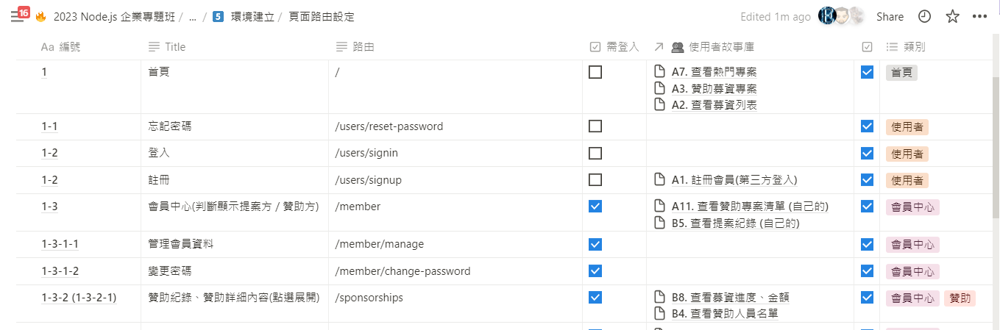 16 2023 Node.js 企業專題班 / ... / 5 環境建立 / 頁面路由設定 Edited 1m ago Share
Aa 編號 Title 路由 需登入 使用者故事庫 類別
1 首頁 / A7. 查看熱門專案 首頁
A3. 贊助募資專案
A2. 查看募資列表
1-1 忘記密碼 /users/reset-password 使用者
1-2 登入 /users/signin 使用者
1-2 註冊 /users/signup A1. 註冊會員(第三方登入) 使用者
1-3 會員中心(判斷顯示提案方 / 贊助方) /member A11. 查看贊助專案清單 (自己的) 會員中心
B5. 查看提案紀錄 (自己的)
1-3-1-1 管理會員資料 /member/manage 會員中心
1-3-1-2 變更密碼 /member/change-password 會員中心
1-3-2 (1-3-2-1) 贊助紀錄、贊助詳細內容(點選展開) /sponsorships B8. 查看募資進度、金額 會員中心 贊助
B4. 查看贊助人員名單